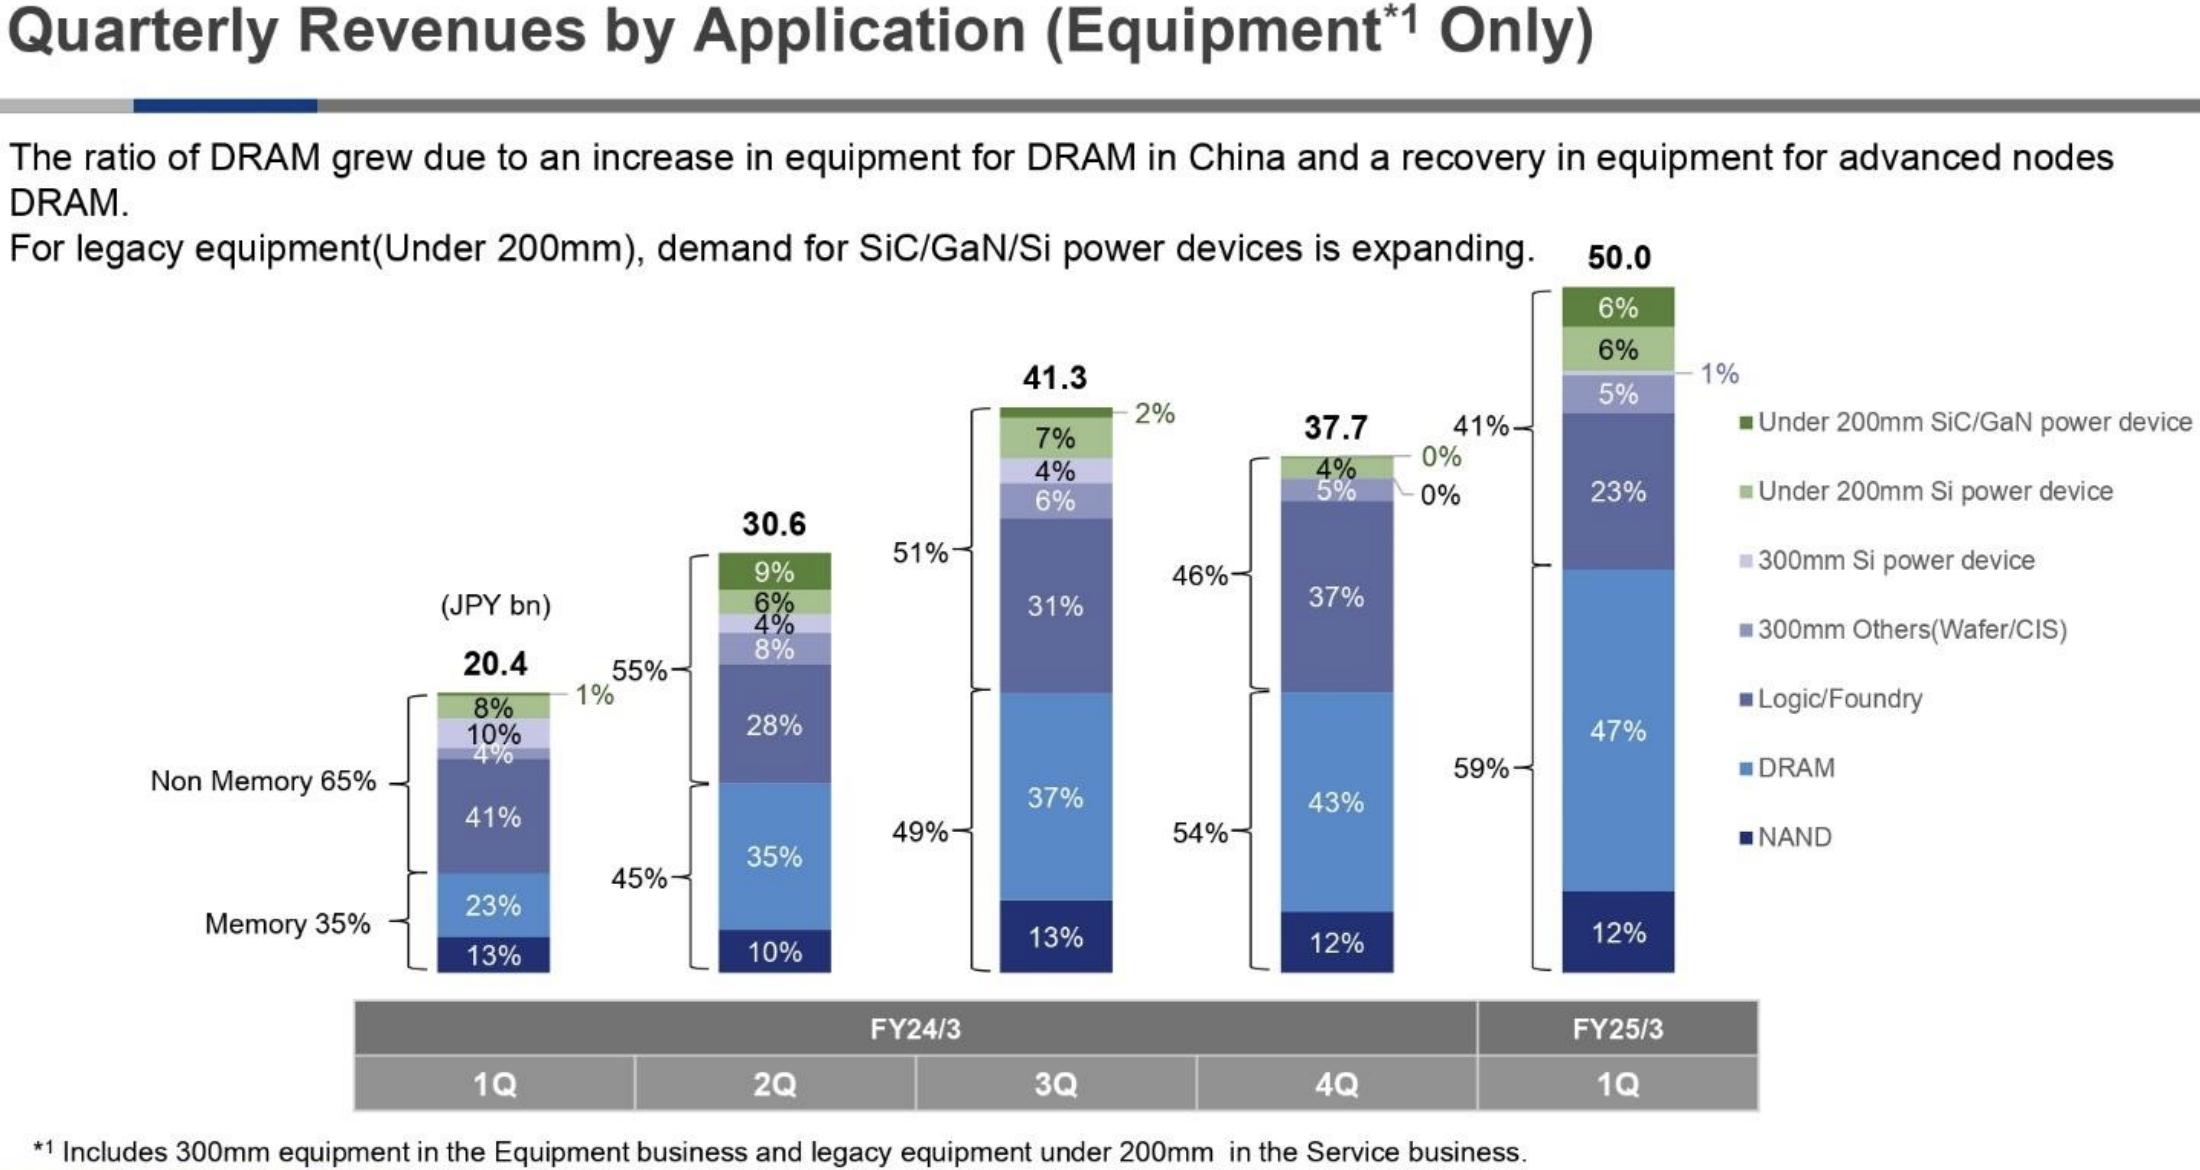 Quarterly Revenues by Application (Equipment*1 Only)
The ratio of DRAM grew due to an increase in equipment for DRAM in China and a recovery in equipment for advanced nodes
DRAM.
For legacy equipment(Under 200mm), demand for SiC/GaN/Si power devices is expanding.
(JPY bn)
20.4
1%
8%
10%
4%
41%
23%
13%
Non Memory 65%
Memory 35%
30.6
9%
6%
4%
8%
28%
35%
10%
55%
45%
41.3
2%
7%
4%
6%
31%
37%
13%
51%
49%
37.7
0%
4%
0%
5%
37%
43%
12%
46%
54%
50.0
6%
6%
1%
5%
23%
47%
12%
41%
59%
Under 200mm SiC/GaN power device
Under 200mm Si power device
300mm Si power device
300mm Others(Wafer/CIS)
Logic/Foundry
DRAM
NAND
FY24/3 FY25/3
1Q 2Q 3Q 4Q 1Q
*1 Includes 300mm equipment in the Equipment business and legacy equipment under 200mm in the Service business.